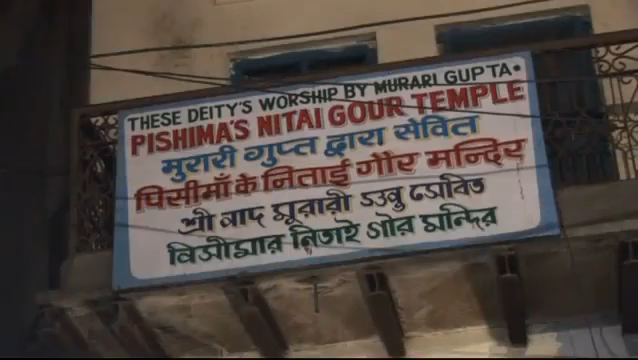 THESE DEITY'S WORSHIP BY MURARI GUPTA•
PISHIMA'S NITAI GOUR TEMPLE
मुरारी गुप्त द्वारा सेवित
पिसीमाँ के निताई गौर मन्दिर
শ্রী বাদ মুরারী সেবিত
বিসীমার নিতাই গৌর মন্দির